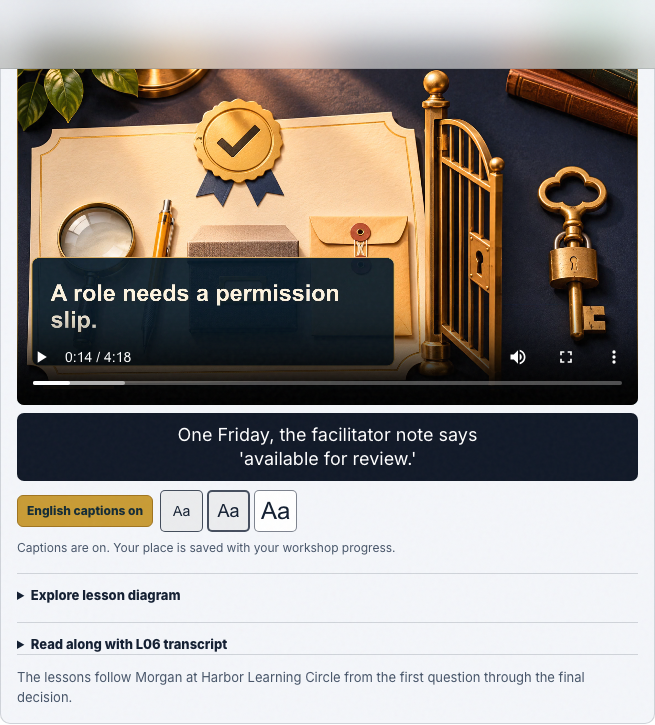 A role needs a permission
slip.
0:14 / 4:18
One Friday, the facilitator note says
'available for review.'
English captions on
Aa
Aa
Aa
Captions are on. Your place is saved with your workshop progress.
Explore lesson diagram
Read along with L06 transcript
The lessons follow Morgan at Harbor Learning Circle from the first question through the final
decision.